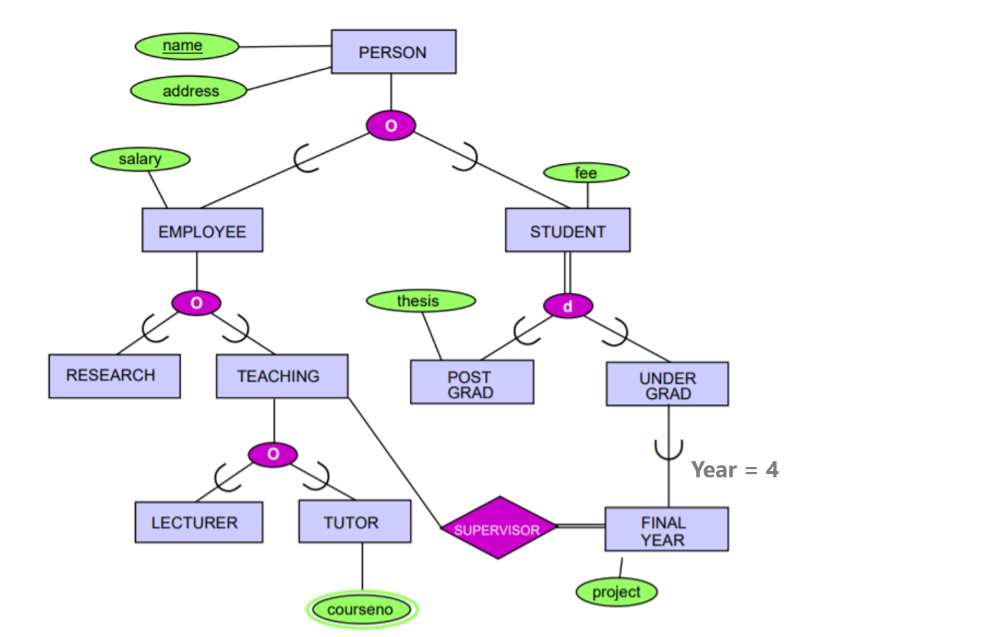 name
PERSON
address
O
salary
fee
EMPLOYEE
STUDENT
O
thesis
d
RESEARCH
TEACHING
POST
GRAD
UNDER
GRAD
O
Year = 4
LECTURER
TUTOR
SUPERVISOR
FINAL
YEAR
project
courseno